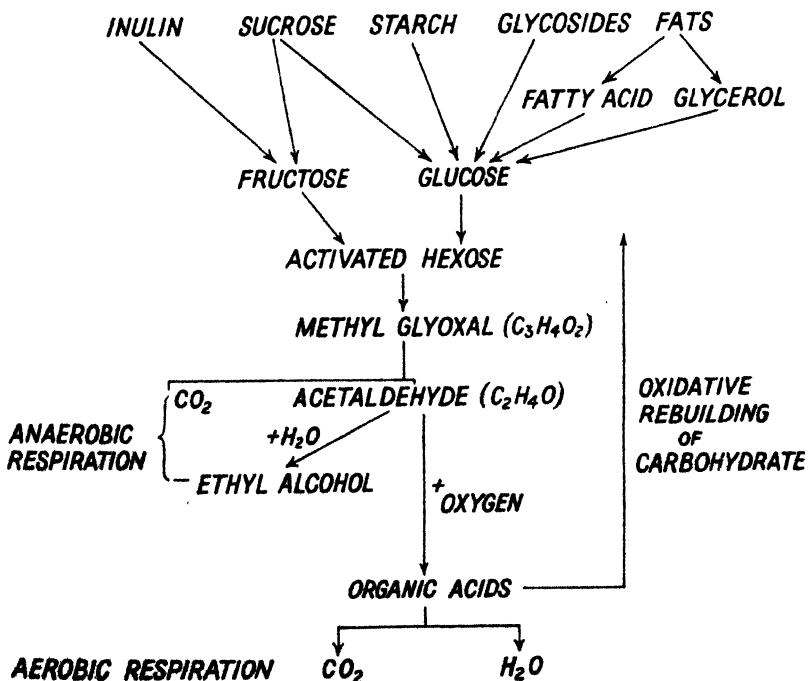 INULIN SUCROSE STARCH GLYCOSIDES FATS
FATTY ACID GLYCEROL
FRUCTOSE GLUCOSE
ACTIVATED HEXOSE
METHYL GLYOXAL (C₃H₄O₂)
CO₂ ACETALDEHYDE (C₂H₄O)
+H₂O
ANAEROBIC
RESPIRATION
ETHYL ALCOHOL
+
OXYGEN
OXIDATIVE
REBUILDING
OF
CARBOHYDRATE
ORGANIC ACIDS
AEROBIC RESPIRATION CO₂ H₂O